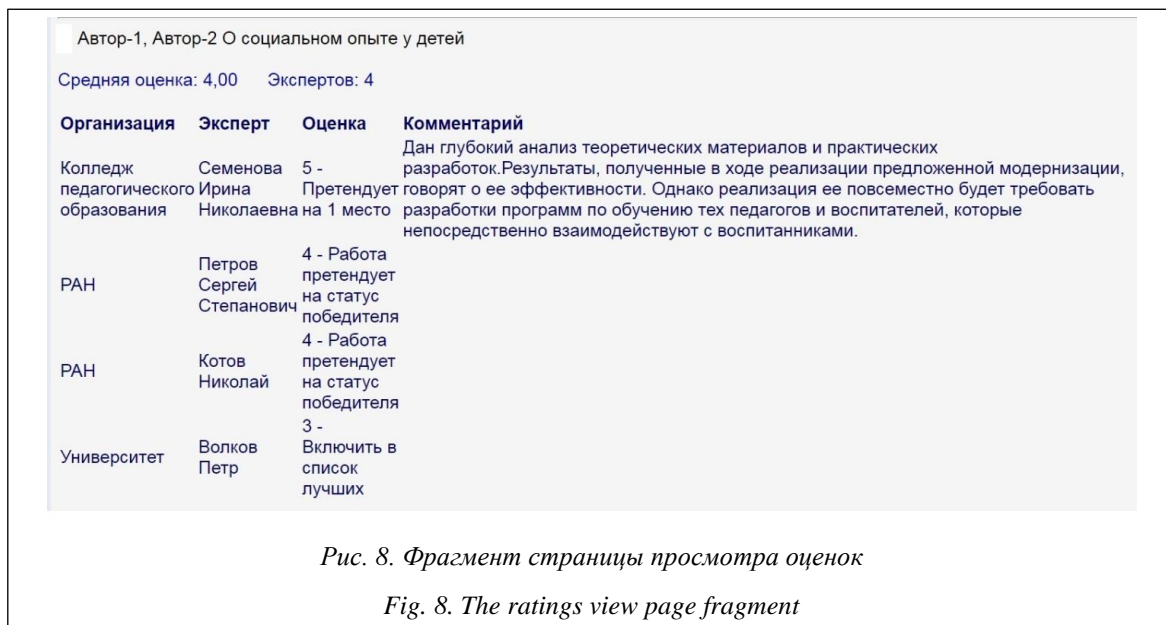 Автор-1, Автор-2 О социальном опыте у детей
Средняя оценка: 4,00 Экспертов: 4
Организация Эксперт Оценка Комментарий
Колледж
педагогического
образования
Семенова
Ирина
Николаевна
5 -
Претендует
на 1 место
Дан глубокий анализ теоретических материалов и практических
разработок.Результаты, полученные в ходе реализации предложенной модернизации,
говорят о ее эффективности. Однако реализация ее повсеместно будет требовать
разработки программ по обучению тех педагогов и воспитателей, которые
непосредственно взаимодействуют с воспитанниками.
РАН
Петров
Сергей
Степанович
4 - Работа
претендует
на статус
победителя
РАН
Котов
Николай
4 - Работа
претендует
на статус
победителя
Университет
Волков
Петр
3 -
Включить в
список
лучших
Рис. 8. Фрагмент страницы просмотра оценок
Fig. 8. The ratings view page fragment